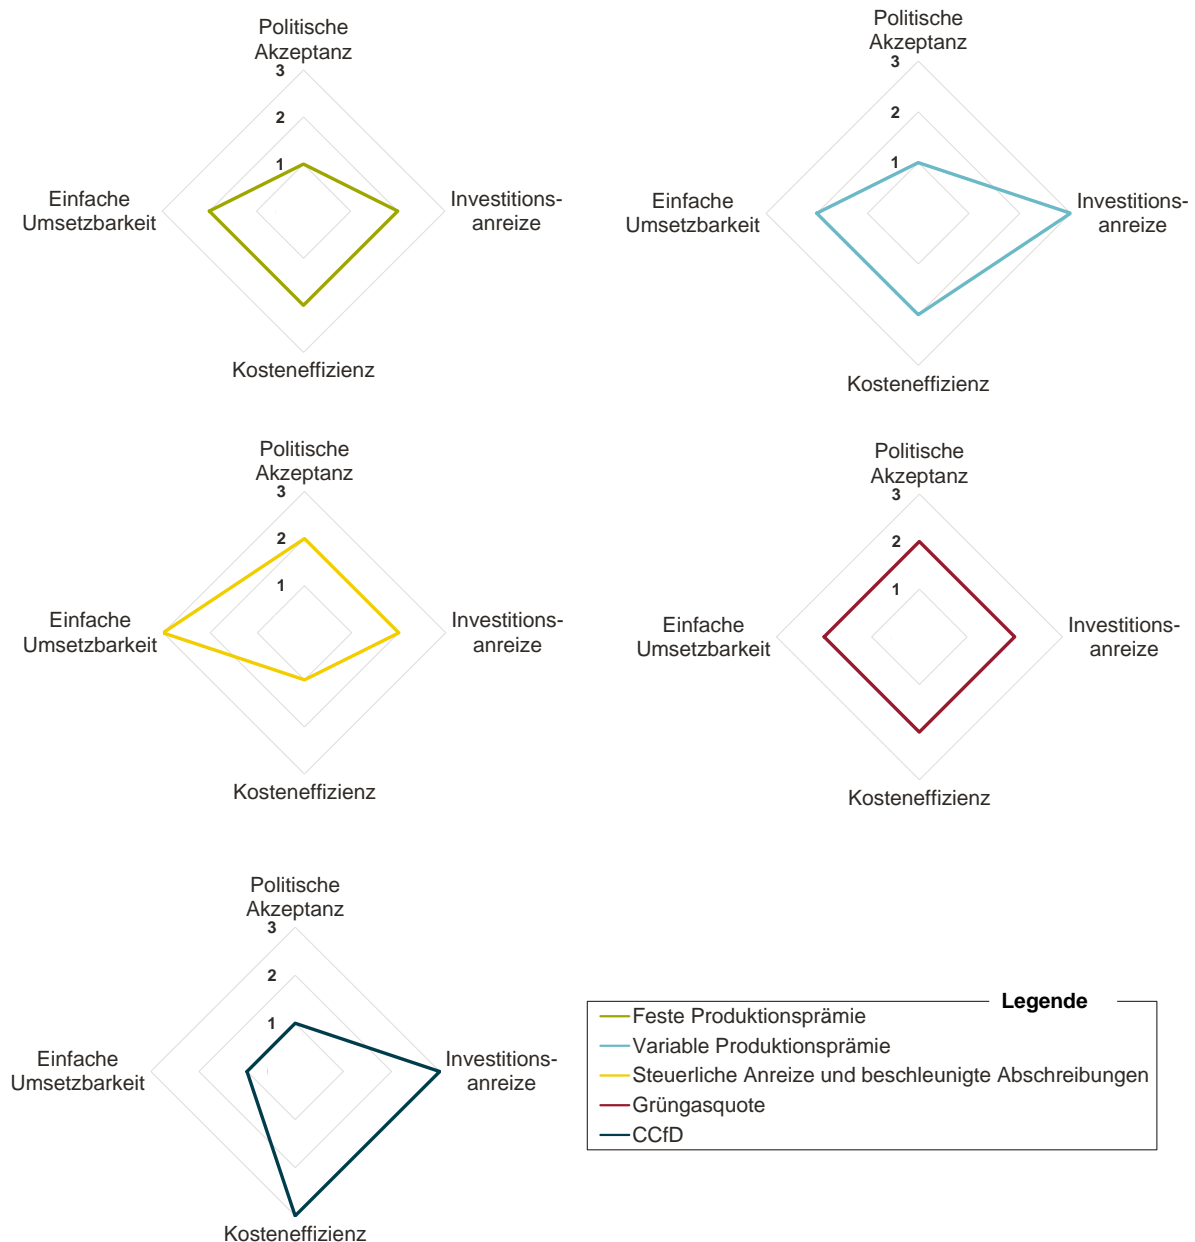 Politische
Akzeptanz
3
2
1
Einfache
Umsetzbarkeit
Investitions-
anreize
Kosteneffizienz
Politische
Akzeptanz
3
2
1
Einfache
Umsetzbarkeit
Investitions-
anreize
Kosteneffizienz
Politische
Akzeptanz
3
2
1
Einfache
Umsetzbarkeit
Investitions-
anreize
Kosteneffizienz
Politische
Akzeptanz
3
2
1
Einfache
Umsetzbarkeit
Investitions-
anreize
Kosteneffizienz
Politische
Akzeptanz
3
2
1
Einfache
Umsetzbarkeit
Investitions-
anreize
Kosteneffizienz
Legende
Feste Produktionsprämie
Variable Produktionsprämie
Steuerliche Anreize und beschleunigte Abschreibungen
Grüngasquote
CCfD